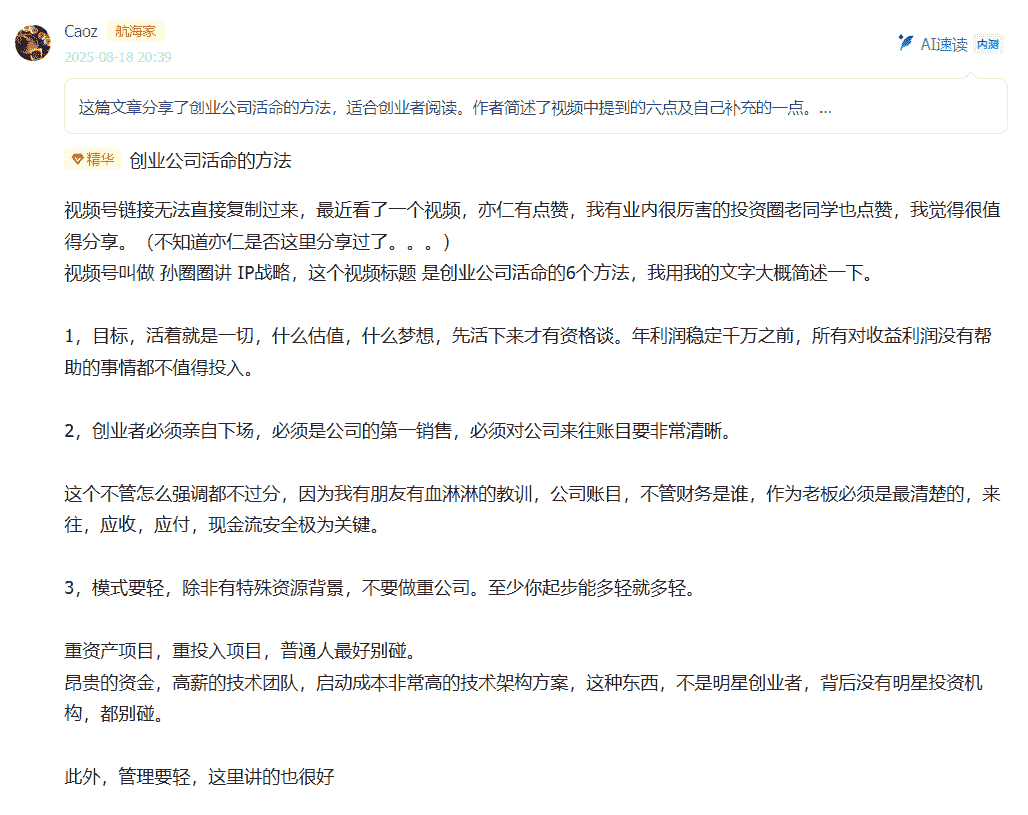 Caoz 航海家
2025-08-18 20:39
AI速读 内测
这篇文章分享了创业公司活命的方法，适合创业者阅读。作者简述了视频中提到的六点及自己补充的一点。...
精华 创业公司活命的方法
视频号链接无法直接复制过来，最近看了一个视频，亦仁有点赞，我有业内很厉害的投资圈老同学也点赞，我觉得很值
得分享。（不知道亦仁是否这里分享过了。。。）
视频号叫做 孙圈圈讲 IP战略，这个视频标题 是创业公司活命的6个方法，我用我的文字大概简述一下。
1，目标，活着就是一切，什么估值，什么梦想，先活下来才有资格谈。年利润稳定千万之前，所有对收益利润没有帮
助的事情都不值得投入。
2，创业者必须亲自下场，必须是公司的第一销售，必须对公司来往账目要非常清晰。
这个不管怎么强调都不过分，因为我有朋友有血淋淋的教训，公司账目，不管财务是谁，作为老板必须是最清楚的，来
往，应收，应付，现金流安全极为关键。
3，模式要轻，除非有特殊资源背景，不要做重公司。至少你起步能多轻就多轻。
重资产项目，重投入项目，普通人最好别碰。
昂贵的资金，高薪的技术团队，启动成本非常高的技术架构方案，这种东西，不是明星创业者，背后没有明星投资机
构，都别碰。
此外，管理要轻，这里讲的也很好